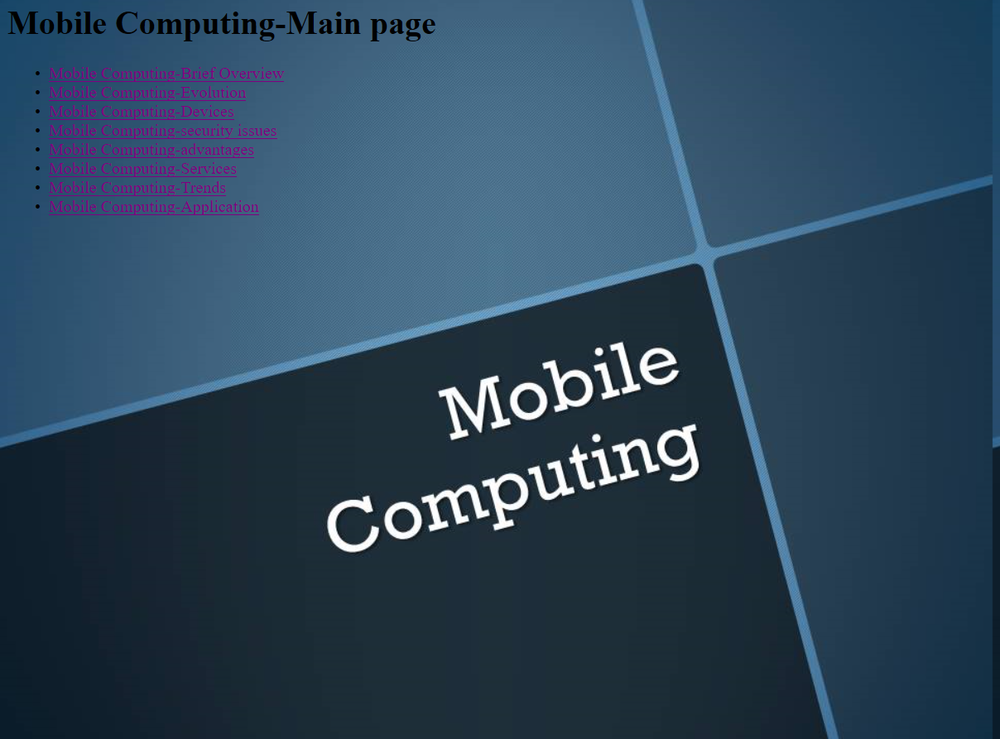 Mobile Computing-Main page
Mobile Computing-Brief Overview
Mobile Computing-Evolution
Mobile Computing-Devices
Mobile Computing-security issues
Mobile Computing-advantages
Mobile Computing-Services
Mobile Computing-Trends
Mobile Computing-Application
Mobile
Computing